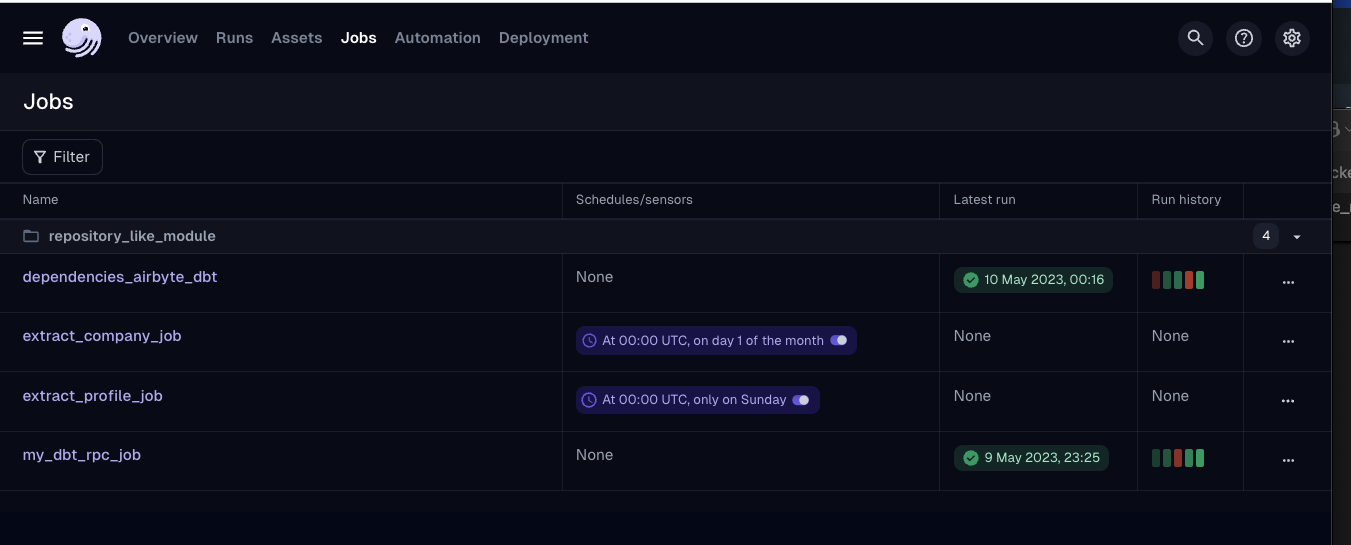 Overview Runs Assets Jobs Automation Deployment
Jobs
Filter
Name Schedules/sensors Latest run Run history
repository_like_module 4
dependencies_airbyte_dbt None 10 May 2023, 00:16 ...
extract_company_job At 00:00 UTC, on day 1 of the month None None ...
extract_profile_job At 00:00 UTC, only on Sunday None None ...
my_dbt_rpc_job None 9 May 2023, 23:25 ...